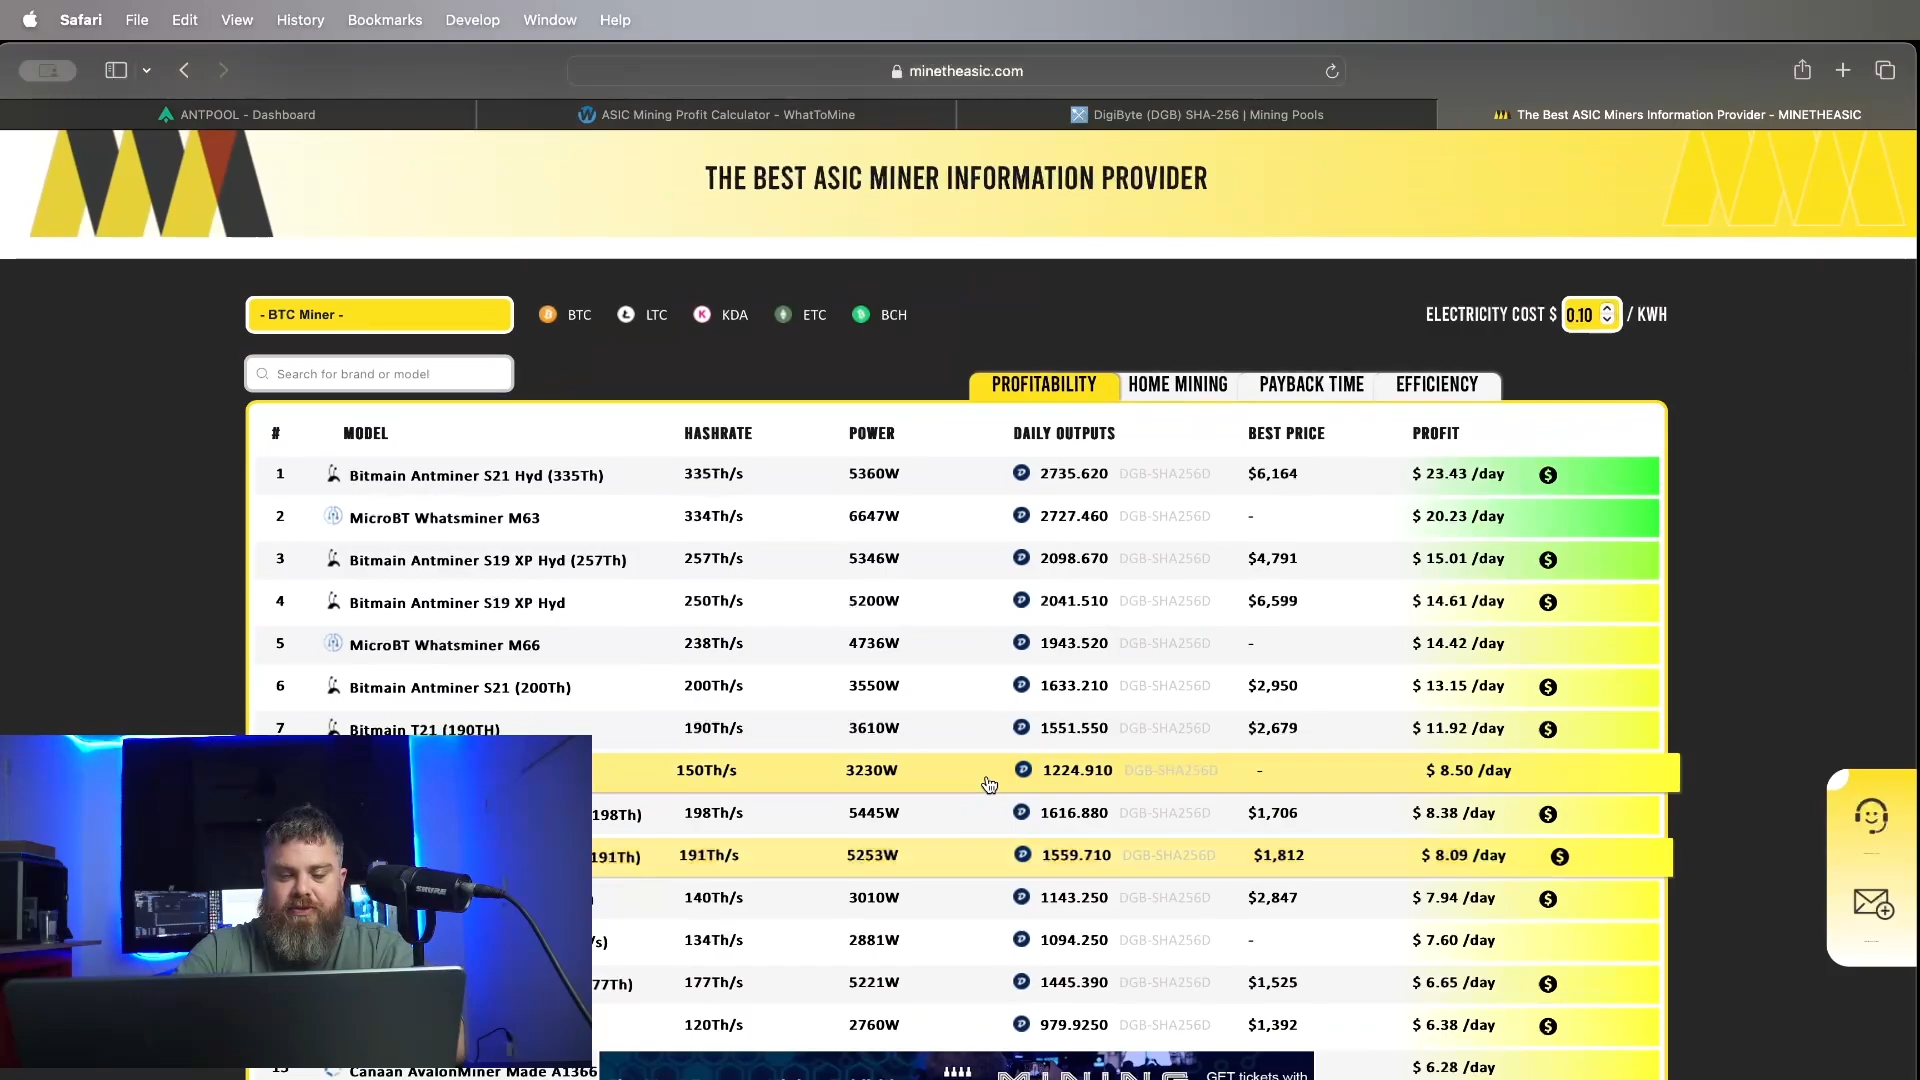 Safari File Edit View History Bookmarks Develop Window Help
minetheasic.com
ANTPOOL - Dashboard
ASIC Mining Profit Calculator - WhatToMine
DigiByte (DGB) SHA-256 | Mining Pools
The Best ASIC Miners Information Provider - MINETHEASIC
THE BEST ASIC MINER INFORMATION PROVIDER
- BTC Miner - BTC LTC KDA ETC BCH ELECTRICITY COST $ 0.10 / KWH
Search for brand or model
PROFITABILITY HOME MINING PAYBACK TIME EFFICIENCY
# MODEL HASHRATE POWER DAILY OUTPUTS BEST PRICE PROFIT
1 Bitmain Antminer S21 Hyd (335Th) 335Th/s 5360W 2735.620 DGB-SHA256D $6,164 $ 23.43 /day
2 MicroBT Whatsminer M63 334Th/s 6647W 2727.460 DGB-SHA256D - $ 20.23 /day
3 Bitmain Antminer S19 XP Hyd (257Th) 257Th/s 5346W 2098.670 DGB-SHA256D $4,791 $ 15.01 /day
4 Bitmain Antminer S19 XP Hyd 250Th/s 5200W 2041.510 DGB-SHA256D $6,599 $ 14.61 /day
5 MicroBT Whatsminer M66 238Th/s 4736W 1943.520 DGB-SHA256D - $ 14.42 /day
6 Bitmain Antminer S21 (200Th) 200Th/s 3550W 1633.210 DGB-SHA256D $2,950 $ 13.15 /day
7 Bitmain T21 (190TH) 190Th/s 3610W 1551.550 DGB-SHA256D $2,679 $ 11.92 /day
150Th/s 3230W 1224.910 DGB-SHA256D - $ 8.50 /day
198Th) 198Th/s 5445W 1616.880 DGB-SHA256D $1,706 $ 8.38 /day
191Th) 191Th/s 5253W 1559.710 DGB-SHA256D $1,812 $ 8.09 /day
) 140Th/s 3010W 1143.250 DGB-SHA256D $2,847 $ 7.94 /day
/s) 134Th/s 2881W 1094.250 DGB-SHA256D - $ 7.60 /day
77Th) 177Th/s 5221W 1445.390 DGB-SHA256D $1,525 $ 6.65 /day
120Th/s 2760W 979.9250 DGB-SHA256D $1,392 $ 6.38 /day
15 Canaan AvalonMiner Made A1366 $ 6.28 /day
MINING GET tickets with
SHURE